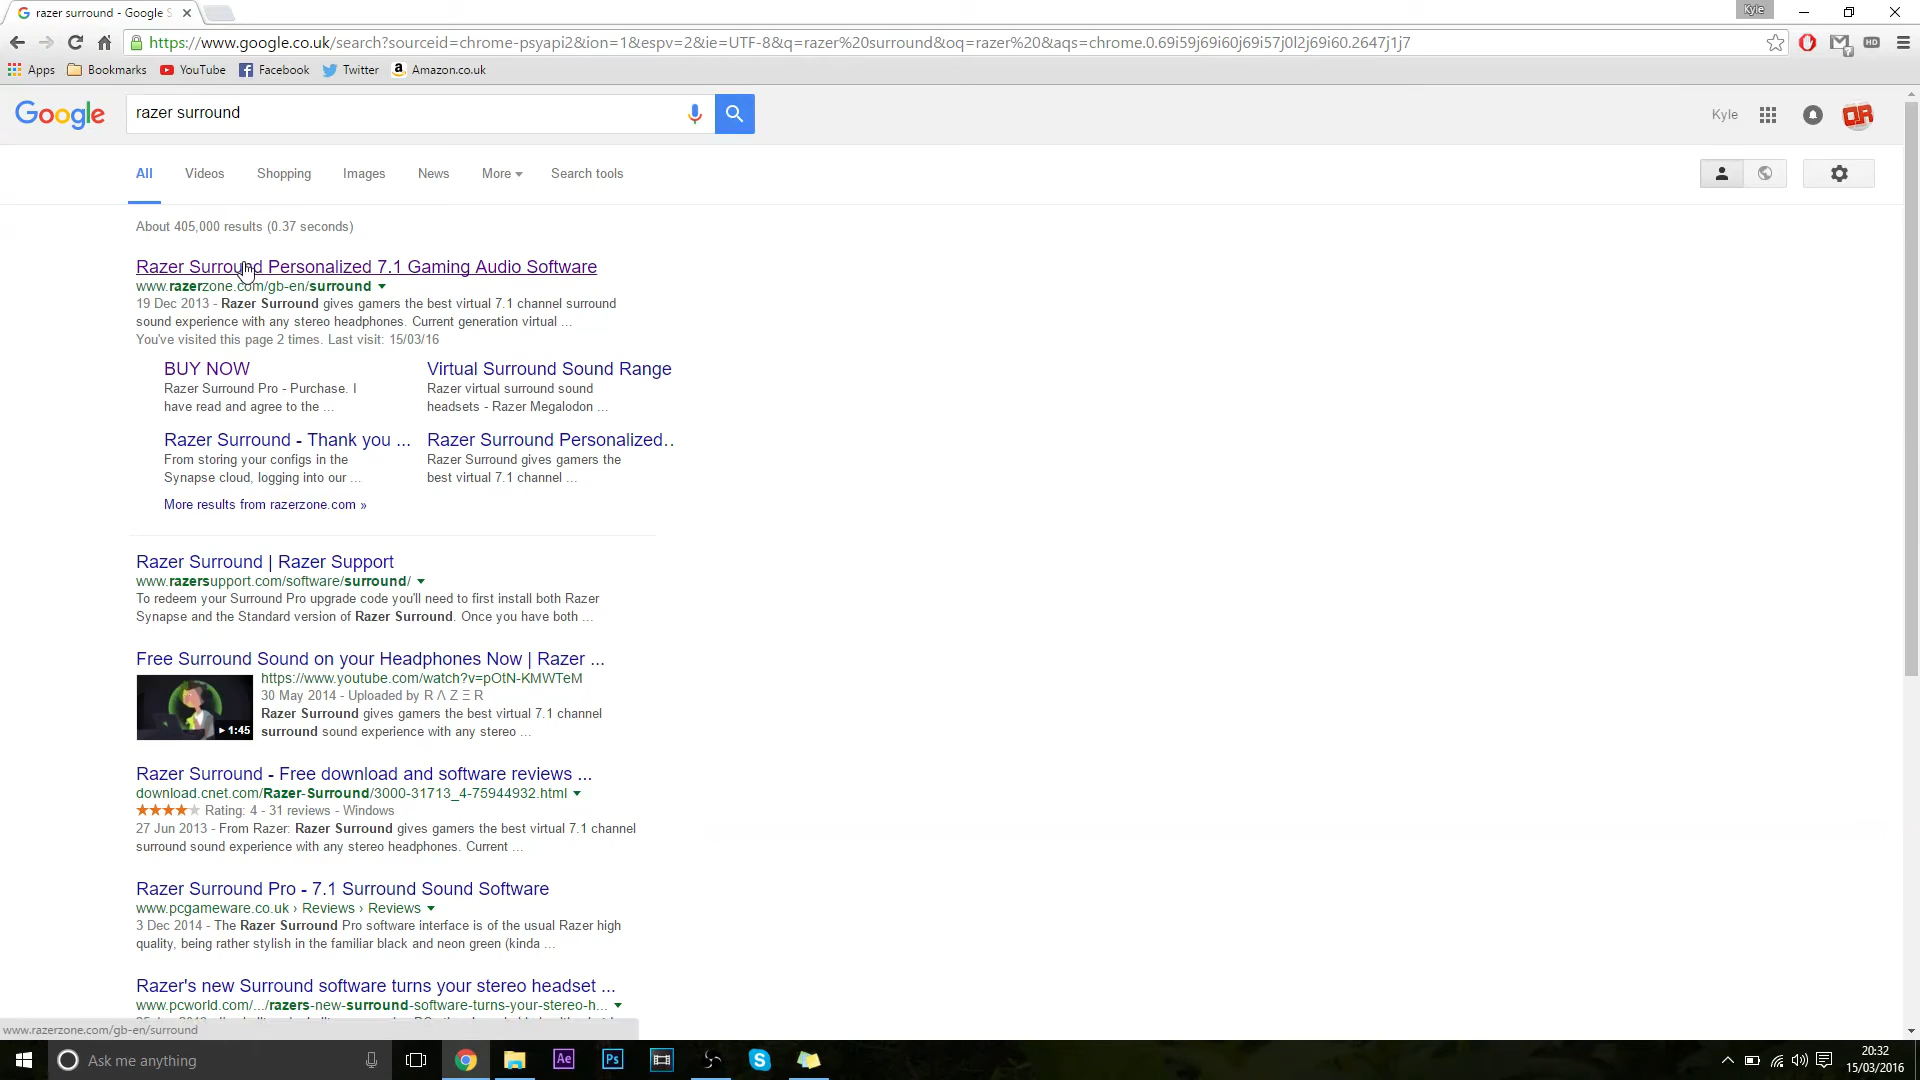 razer surround - Google S
Kyle
https://www.google.co.uk/search?sourceid=chrome-psyapi2&ion=1&espv=2&ie=UTF-8&q=razer%20surround&oq=razer%20&aqs=chrome.0.69i59j69i60j69i57j0l2j69i60.2647j1j7
HD
Apps Bookmarks YouTube Facebook Twitter a Amazon.co.uk
Google
razer surround
Kyle
All Videos Shopping Images News More Search tools
About 405,000 results (0.37 seconds)
Razer Surround Personalized 7.1 Gaming Audio Software
www.razerzone.com/gb-en/surround
19 Dec 2013 - Razer Surround gives gamers the best virtual 7.1 channel surround
sound experience with any stereo headphones. Current generation virtual ...
You've visited this page 2 times. Last visit: 15/03/16
BUY NOW
Razer Surround Pro - Purchase. I
have read and agree to the ...
Virtual Surround Sound Range
Razer virtual surround sound
headsets - Razer Megalodon ...
Razer Surround - Thank you ...
From storing your configs in the
Synapse cloud, logging into our ...
Razer Surround Personalized..
Razer Surround gives gamers the
best virtual 7.1 channel ...
More results from razerzone.com »
Razer Surround | Razer Support
www.razersupport.com/software/surround/
To redeem your Surround Pro upgrade code you'll need to first install both Razer
Synapse and the Standard version of Razer Surround. Once you have both ...
Free Surround Sound on your Headphones Now | Razer ...
https://www.youtube.com/watch?v=pOtN-KMWTeM
30 May 2014 - Uploaded by R Λ Z Ξ R
Razer Surround gives gamers the best virtual 7.1 channel
surround sound experience with any stereo ...
1:45
Razer Surround - Free download and software reviews ...
download.cnet.com/Razer-Surround/3000-31713_4-75944932.html
Rating: 4 - 31 reviews - Windows
27 Jun 2013 - From Razer: Razer Surround gives gamers the best virtual 7.1 channel
surround sound experience with any stereo headphones. Current ...
Razer Surround Pro - 7.1 Surround Sound Software
www.pcgameware.co.uk › Reviews › Reviews
3 Dec 2014 - The Razer Surround Pro software interface is of the usual Razer high
quality, being rather stylish in the familiar black and neon green (kinda ...
Razer's new Surround software turns your stereo headset ...
www.pcworld.com/.../razers-new-surround-software-turns-your-stereo-h...
www.razerzone.com/gb-en/surround
Ask me anything
Ae
Ps
S
20:32
15/03/2016